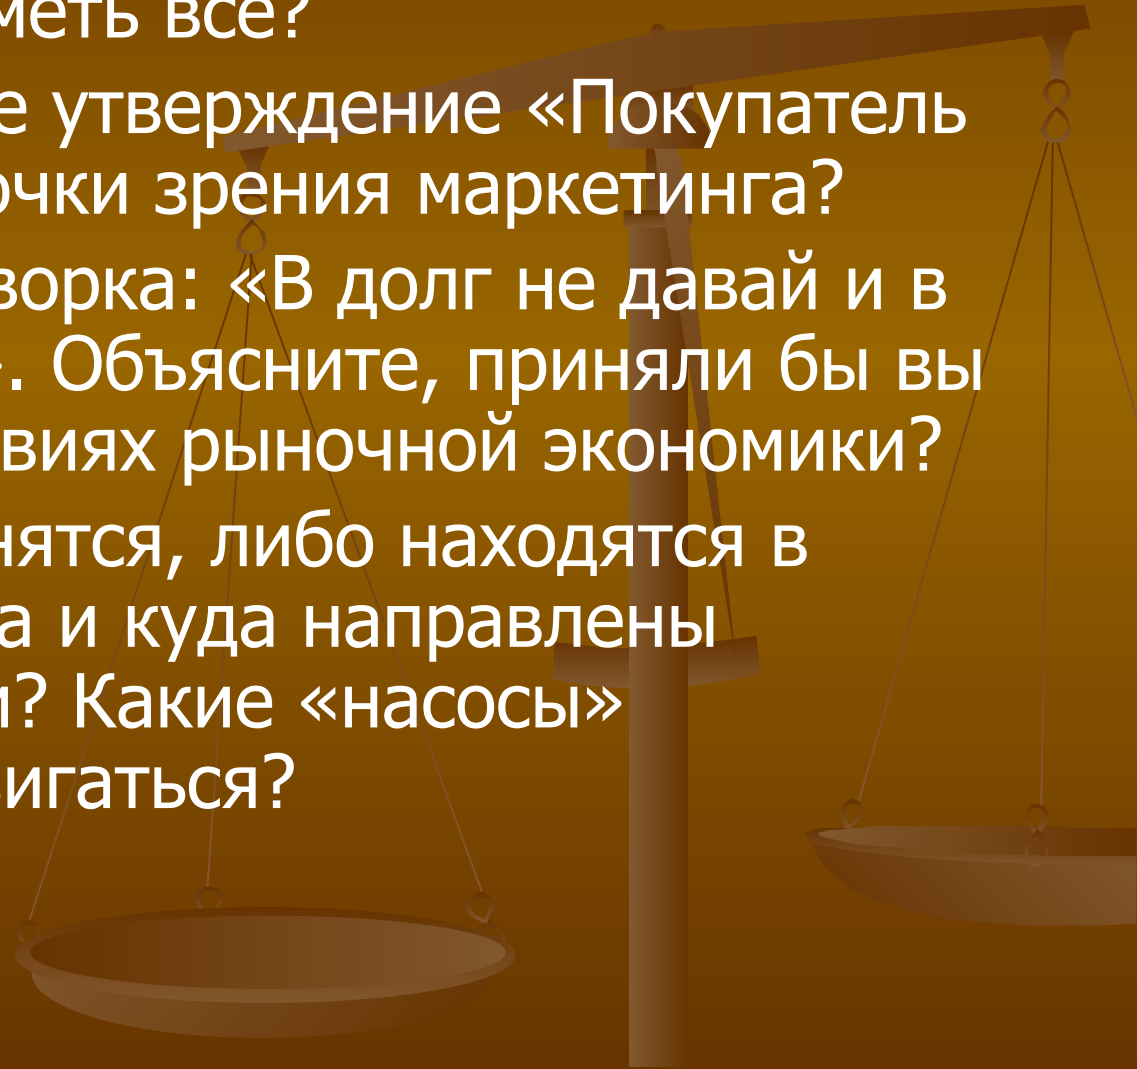 меть все?
е утверждение «Покупатель
очки зрения маркетинга?
ворка: «В долг не давай и в
. Объясните, приняли бы вы
виях рыночной экономики?
нятся, либо находятся в
а и куда направлены
и? Какие «насосы»
вигаться?